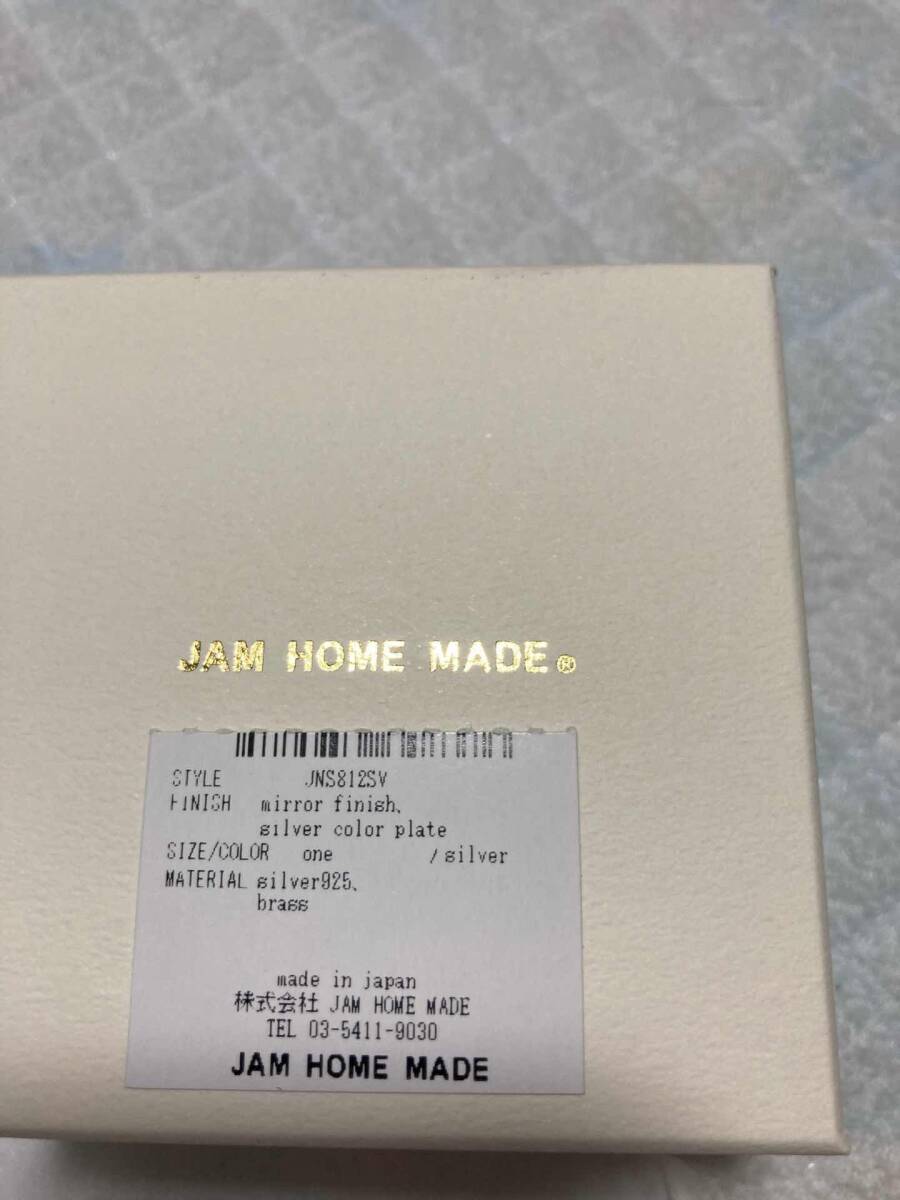 JAM HOME MADE®
STYLE JNS812SV
FINISH mirror finish、
silver color plate
SIZE/COLOR one /silver
MATERIAL silver925、
brass
made in japan
株式会社 JAM HOME MADE
TEL 03-5411-9030
JAM HOME MADE